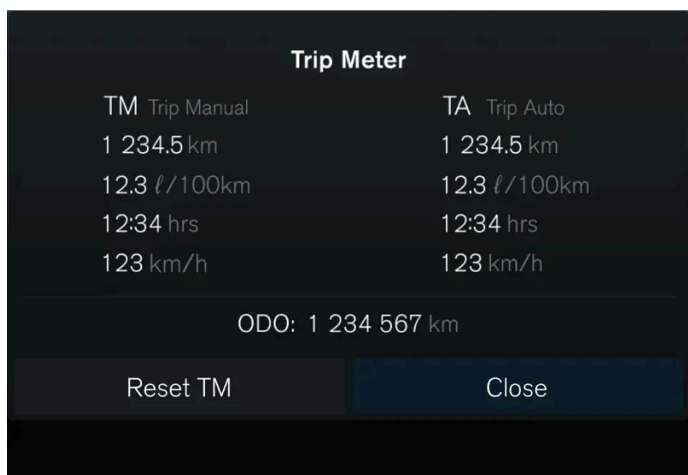 Trip Meter
TM Trip Manual
1 234.5 km
12.3 ℓ/100km
12:34 hrs
123 km/h
TA Trip Auto
1 234.5 km
12.3 ℓ/100km
12:34 hrs
123 km/h
ODO: 1 234 567 km
Reset TM
Close